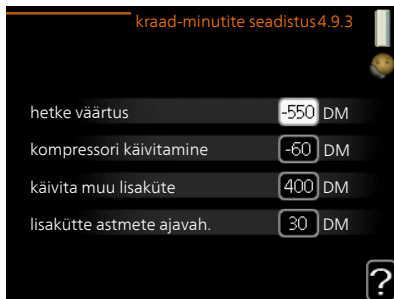 kraad-minutite seadistus 4.9.3
hetke väärtus -550 DM
kompressori käivitamine -60 DM
käivita muu lisaküte 400 DM
lisakütte astmete ajavah. 30 DM
?